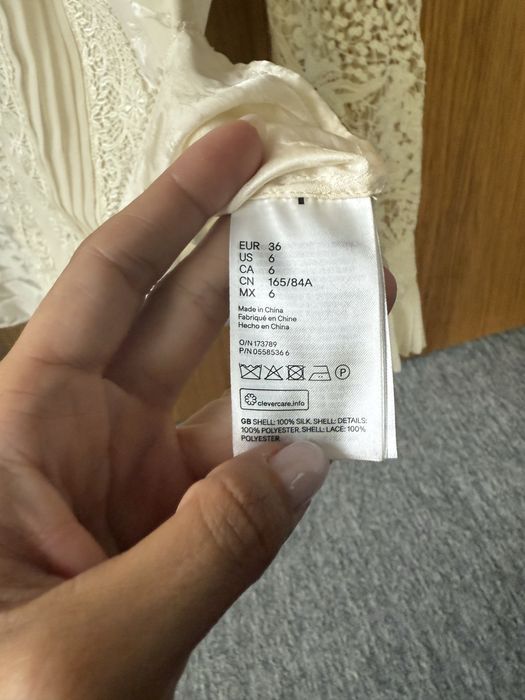 EUR 36
US 6
CA 6
CN 165/84A
MX 6
Made in China
Fabriqué en Chine
Hecho en China
O/N 173789
P/N 0558536 6
P
clevercare.info
GB SHELL: 100% SILK. SHELL: DETAILS:
100% POLYESTER. SHELL: LACE: 100%
POLYESTER